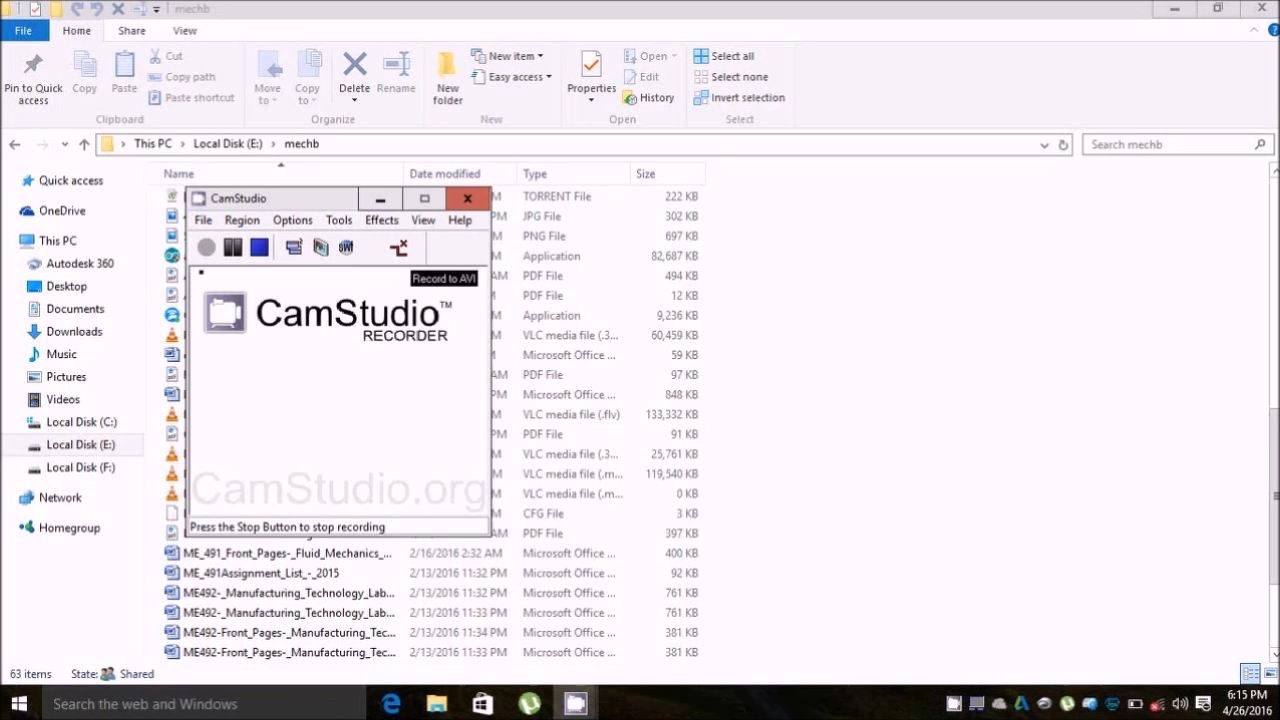 mechb
File Home Share View
Pin to Quick access
Copy
Paste
Cut
Copy path
Paste shortcut
Clipboard
Move to
Copy to
Delete
Rename
Organize
New folder
New item
Easy access
New
Properties
Open
Edit
History
Open
Select all
Select none
Invert selection
Select
This PC Local Disk (E:) mechb
Search mechb
Name Date modified Type Size
Quick access
OneDrive
This PC
Autodesk 360
Desktop
Documents
Downloads
Music
Pictures
Videos
Local Disk (C:)
Local Disk (E:)
Local Disk (F:)
Network
Homegroup
CamStudio
File Region Options Tools Effects View Help
Record to AVI
CamStudio™
RECORDER
CamStudio.org
Press the Stop Button to stop recording
TORRENT File 222 KB
PM JPG File 302 KB
PNG File 697 KB
Application 82,687 KB
AM PDF File 494 KB
PDF File 12 KB
Application 9,236 KB
VLC media file (.3... 60,459 KB
Microsoft Office ... 59 KB
AM PDF File 97 KB
PM Microsoft Office ... 848 KB
VLC media file (.flv) 133,332 KB
PM PDF File 91 KB
VLC media file (.3... 25,761 KB
VLC media file (.m... 119,540 KB
VLC media file (.m... 0 KB
CFG File 3 KB
AM PDF File 397 KB
ME_491_Front_Pages-_Fluid_Mechanics_... 2/16/2016 2:32 AM Microsoft Office ... 400 KB
ME_491Assignment_List_-_2015 2/13/2016 11:32 PM Microsoft Office ... 92 KB
ME492-_Manufacturing_Technology_Lab... 2/13/2016 11:33 PM Microsoft Office ... 761 KB
ME492-_Manufacturing_Technology_Lab... 2/13/2016 11:33 PM Microsoft Office ... 761 KB
ME492-Front_Pages-_Manufacturing_Tec... 2/13/2016 11:34 PM Microsoft Office ... 381 KB
ME492-Front_Pages-_Manufacturing_Tec... 2/13/2016 11:33 PM Microsoft Office ... 381 KB
63 items State: Shared
Search the web and Windows
6:15 PM
4/26/2016